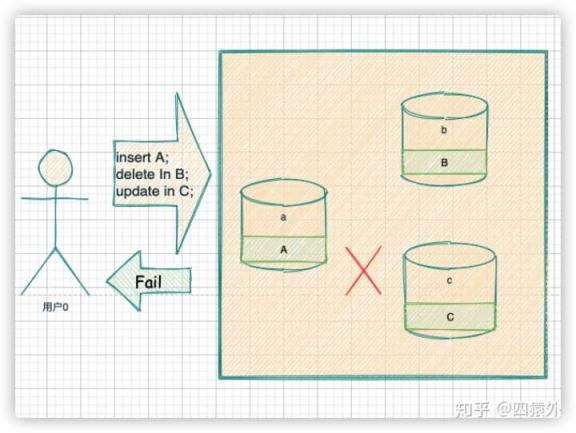 insert A;
delete In B;
update in C;
Fail
用户0
a
A
b
B
c
C
知乎 @四猿外